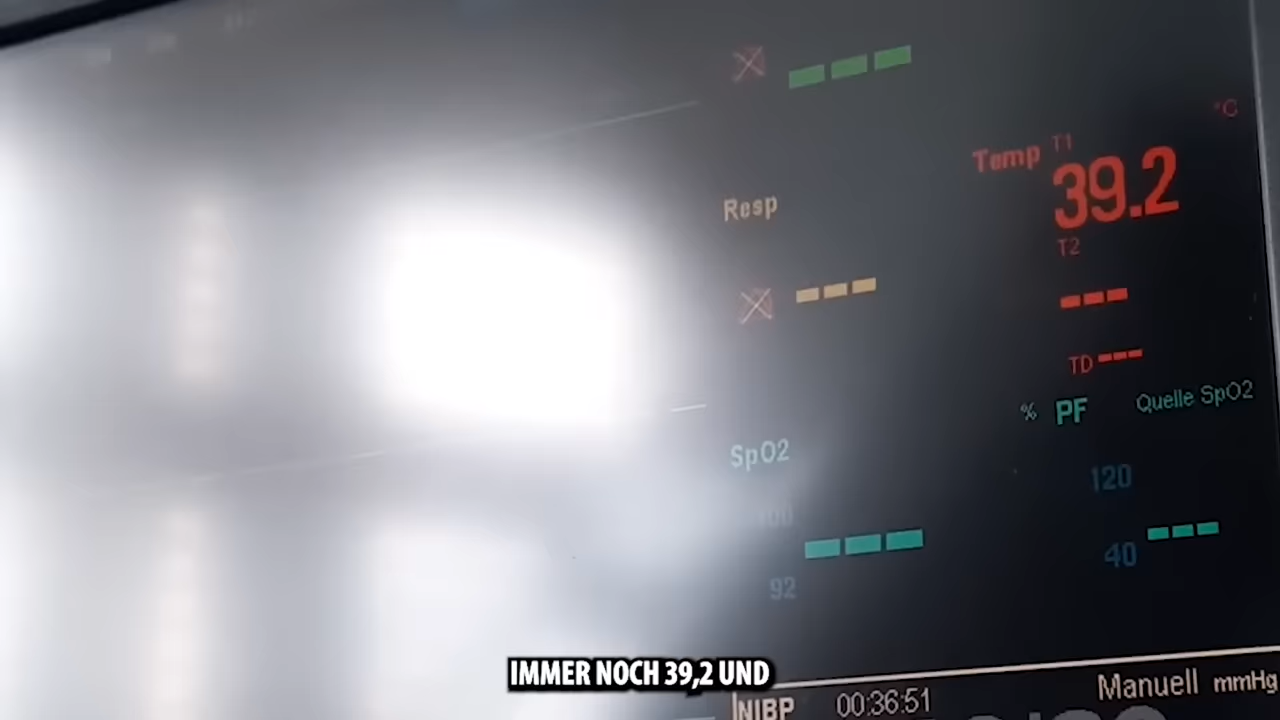 °C
Temp T1
39.2
Resp
T2
---
---
---
TD ---
% PF Quelle SpO2
SpO2
120
100
---
---
40
92
IMMER NOCH 39,2 UND
NIBP 00:36:51 Manuell mmHg